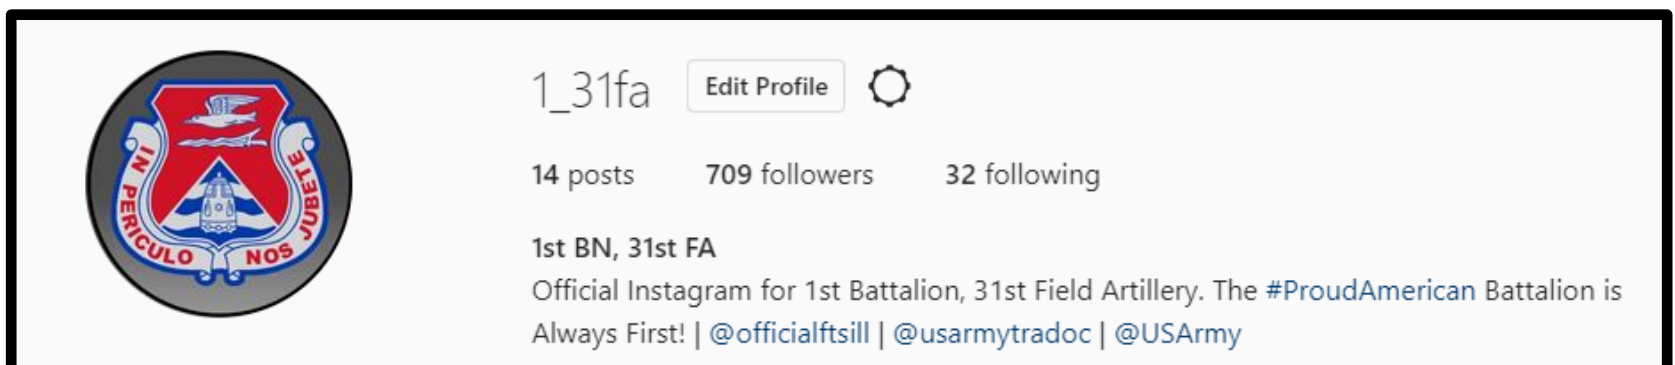 IN PERICULO NOS JUBETE
1_31fa Edit Profile
14 posts 709 followers 32 following
1st BN, 31st FA
Official Instagram for 1st Battalion, 31st Field Artillery. The #ProudAmerican Battalion is
Always First! | @officialftsill | @usarmytradoc | @USArmy